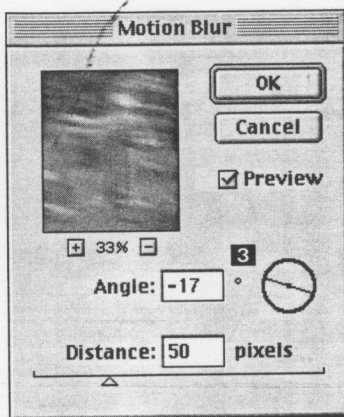 Motion Blur
OK
Cancel
Preview
+ 33% −
3
Angle: -17 °
Distance: 50 pixels